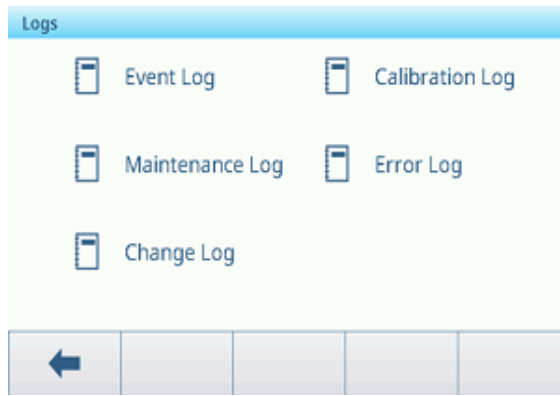 Logs
Event Log
Calibration Log
Maintenance Log
Error Log
Change Log